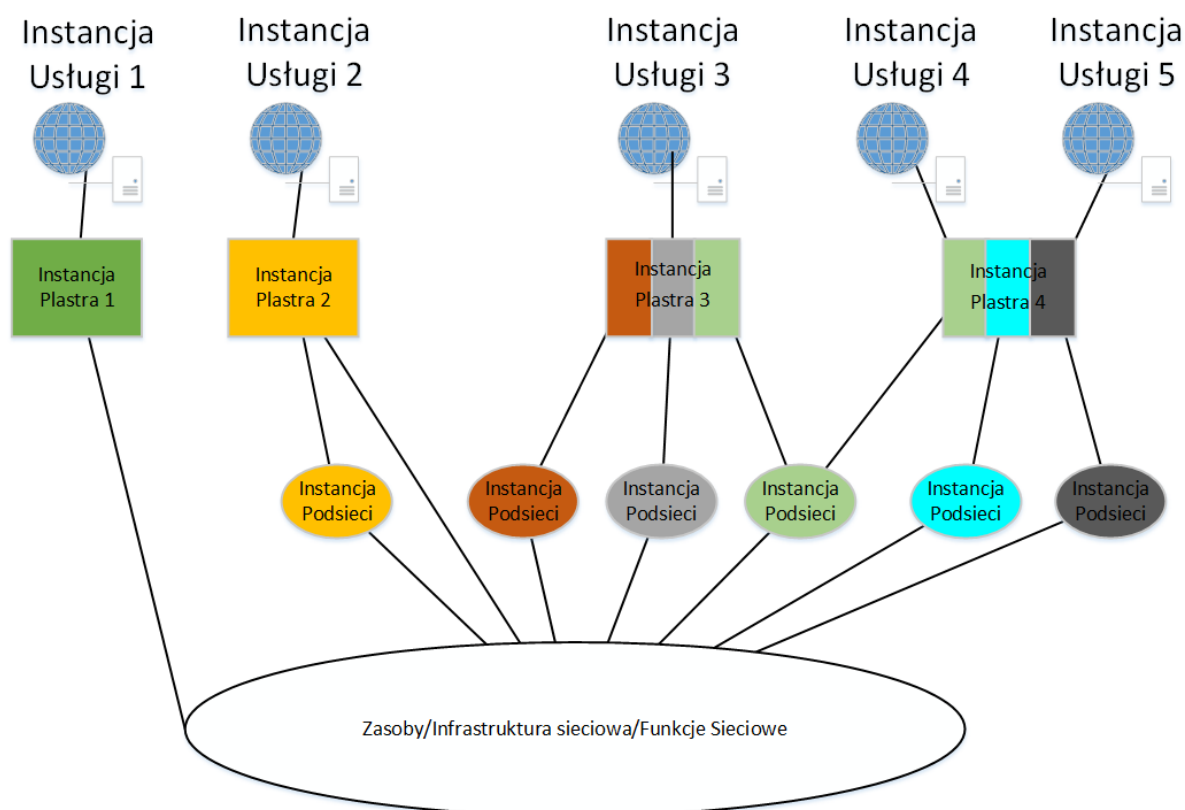 Instancja
Usługi 1
Instancja
Usługi 2
Instancja
Usługi 3
Instancja
Usługi 4
Instancja
Usługi 5
Instancja
Plastra 1
Instancja
Plastra 2
Instancja
Plastra 3
Instancja
Plastra 4
Instancja
Podsieci
Instancja
Podsieci
Instancja
Podsieci
Instancja
Podsieci
Instancja
Podsieci
Instancja
Podsieci
Zasoby/Infrastruktura sieciowa/Funkcje Sieciowe